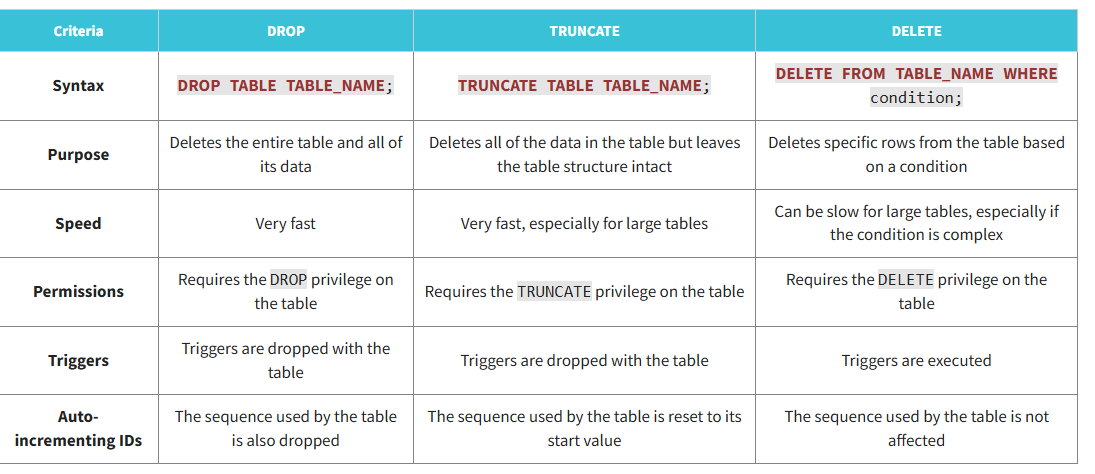 Criteria DROP TRUNCATE DELETE
Syntax DROP TABLE TABLE_NAME; TRUNCATE TABLE TABLE_NAME; DELETE FROM TABLE_NAME WHERE
condition;
Purpose
Deletes the entire table and all of
its data
Deletes all of the data in the table but leaves
the table structure intact
Deletes specific rows from the table based
on a condition
Speed
Very fast
Very fast, especially for large tables
Can be slow for large tables, especially if
the condition is complex
Permissions
Requires the DROP privilege on
the table
Requires the TRUNCATE privilege on the table
Requires the DELETE privilege on the
table
Triggers
Triggers are dropped with the
table
Triggers are dropped with the table
Triggers are executed
Auto-
incrementing IDs
The sequence used by the table
is also dropped
The sequence used by the table is reset to its
start value
The sequence used by the table is not
affected